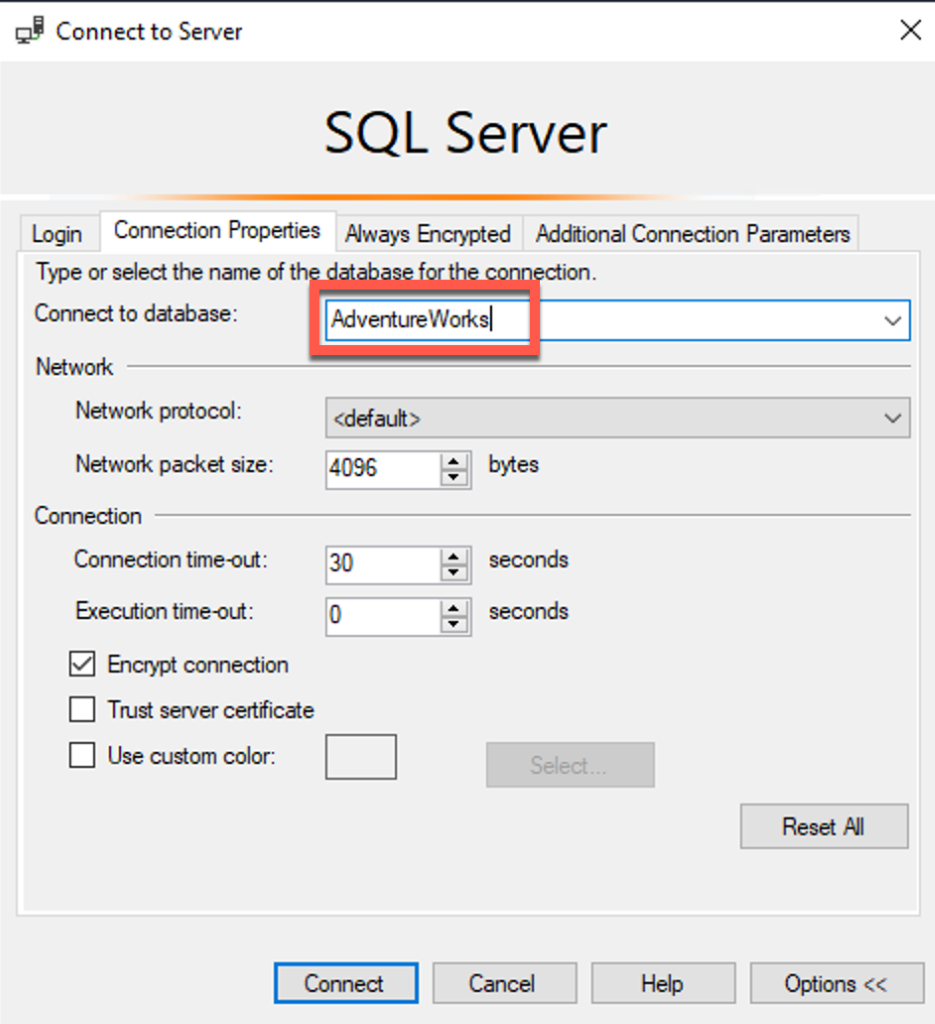 Connect to Server
SQL Server
Login Connection Properties Always Encrypted Additional Connection Parameters
Type or select the name of the database for the connection.
Connect to database: AdventureWorks
Network
Network protocol: <default>
Network packet size: 4096 bytes
Connection
Connection time-out: 30 seconds
Execution time-out: 0 seconds
Encrypt connection
Trust server certificate
Use custom color: Select...
Reset All
Connect Cancel Help Options <<